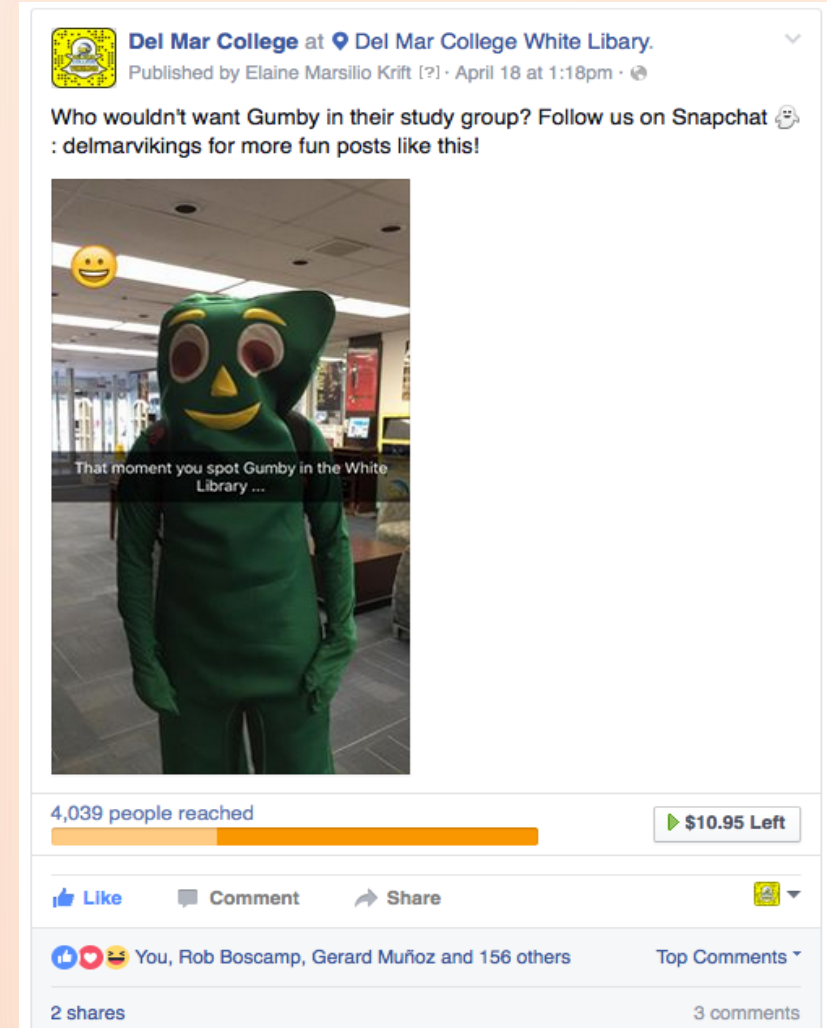 Del Mar College at Del Mar College White Libary.
Published by Elaine Marsilio Krift [?] · April 18 at 1:18pm ·
Who wouldn't want Gumby in their study group? Follow us on Snapchat 👻
: delmarvikings for more fun posts like this!
That moment you spot Gumby in the White
Library ...
4,039 people reached
$10.95 Left
Like Comment Share
You, Rob Boscamp, Gerard Muñoz and 156 others Top Comments
2 shares 3 comments